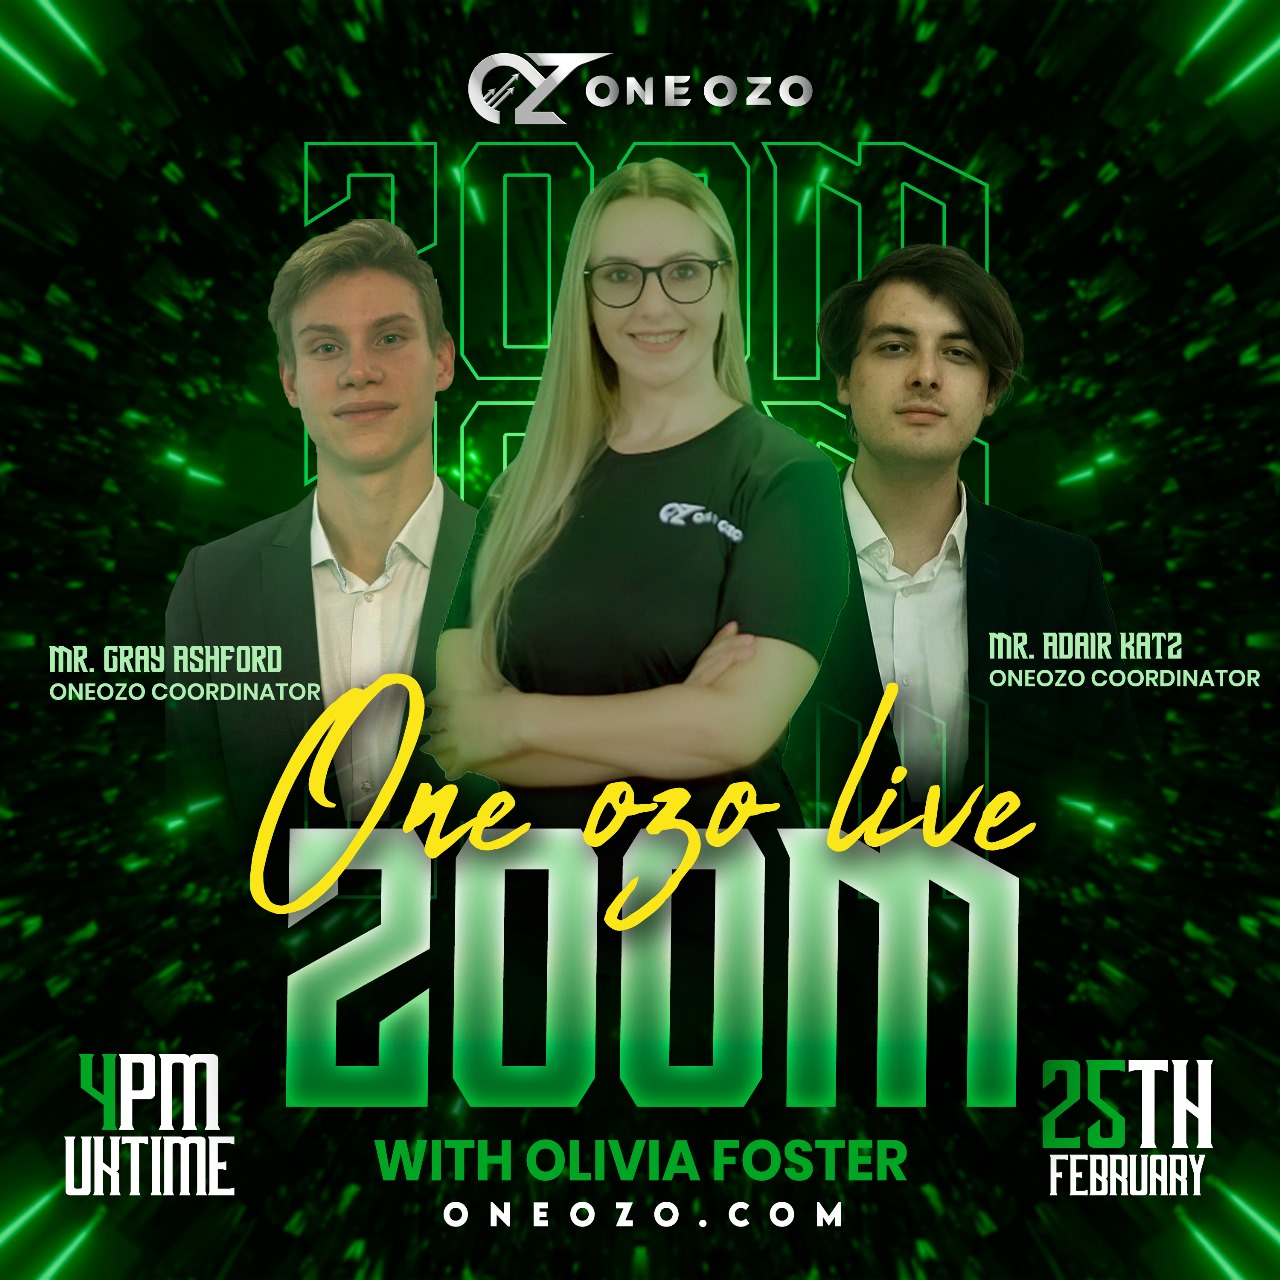 ONEOZO
ZOOM
MR. GRAY ASHFORD
ONEOZO COORDINATOR
MR. ADAIR KATZ
ONEOZO COORDINATOR
One ozo live
ZOOM
4PM
UKTIME
25TH
FEBRUARY
WITH OLIVIA FOSTER
ONEOZO.COM